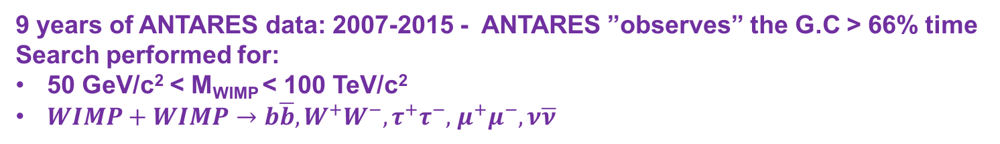 9 years of ANTARES data: 2007-2015 - ANTARES ”observes” the G.C > 66% time
Search performed for:
• 50 GeV/c² < M_WIMP < 100 TeV/c²
• WIMP + WIMP → bb̅, W⁺W⁻, τ⁺τ⁻, μ⁺μ⁻, νν̅